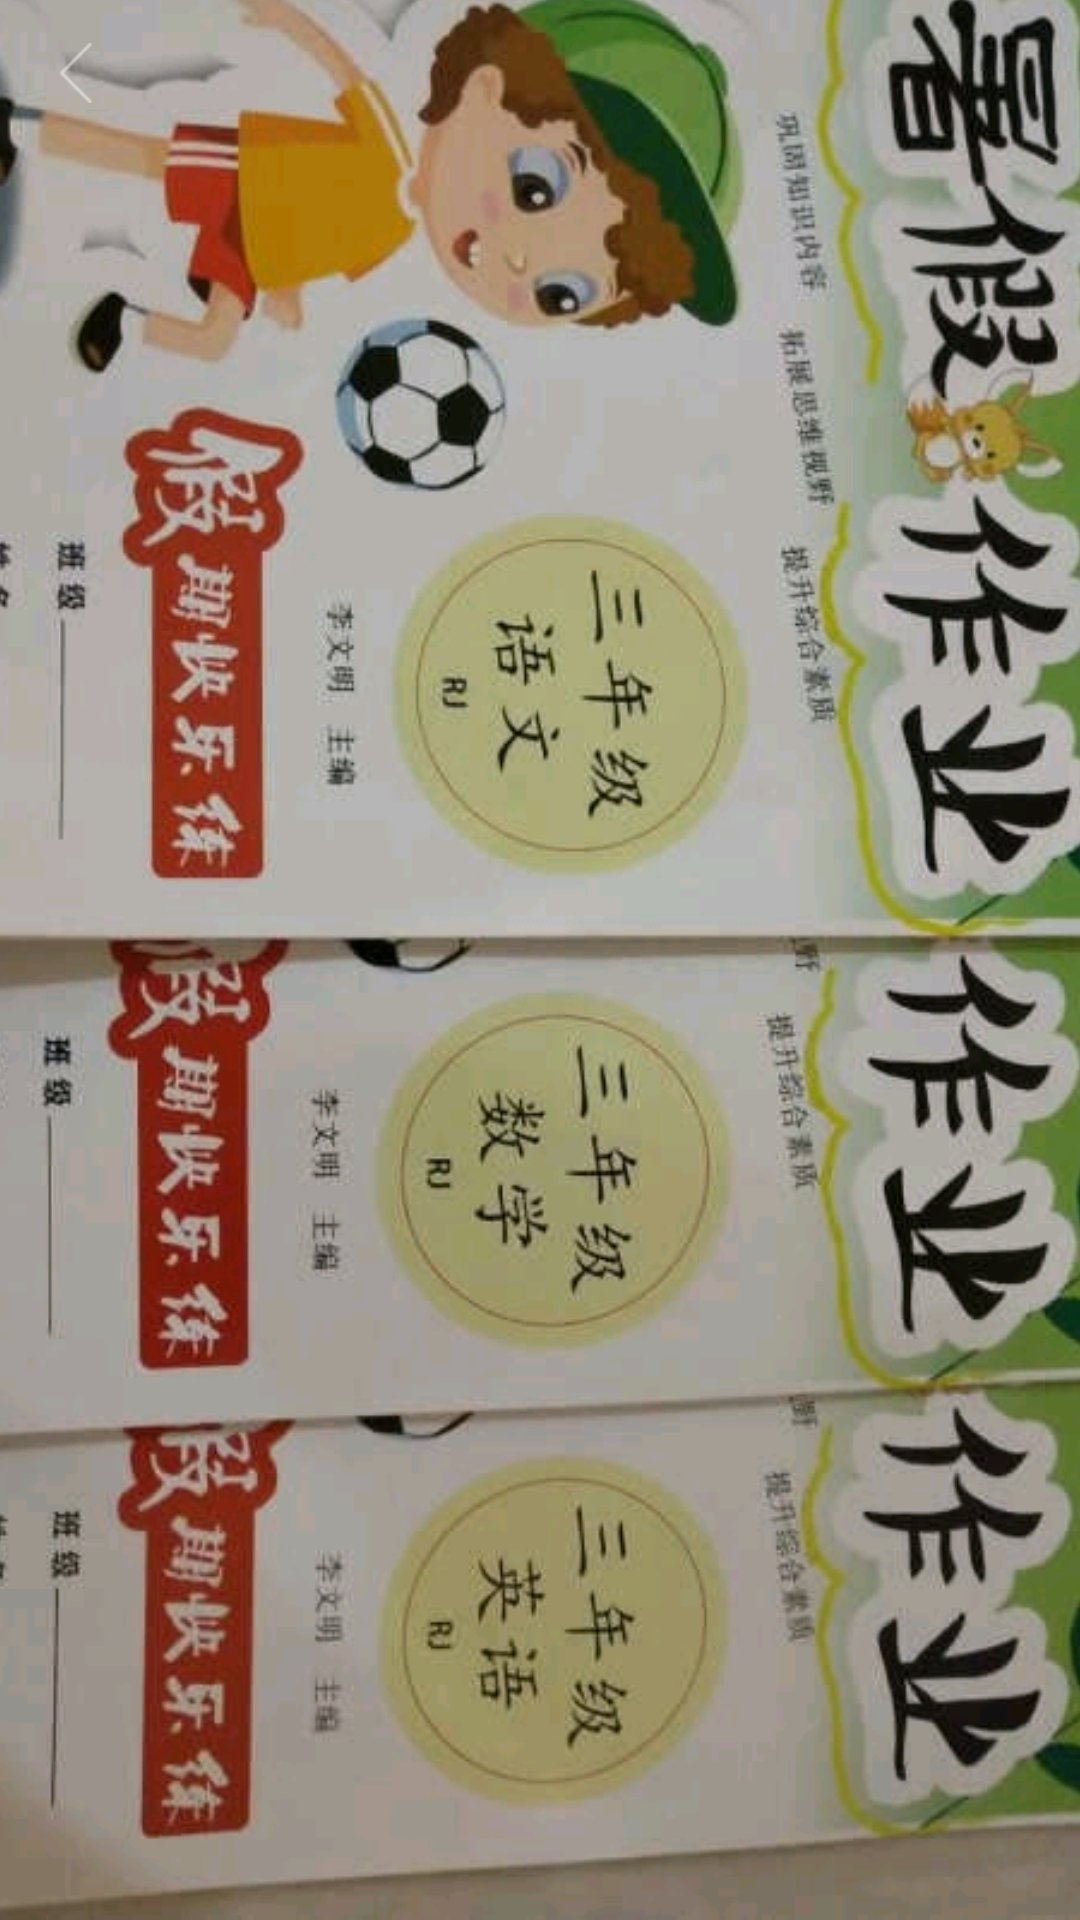 暑假作业
巩固知识内容 拓展思维视野 提升综合素质
三年级
语文
RJ
李文明 主编
假期快乐练
班级
作业
野 提升综合素质
三年级
数学
RJ
李文明 主编
假期快乐练
班级
作业
野 提升综合素质
三年级
英语
RJ
李文明 主编
假期快乐练
班级